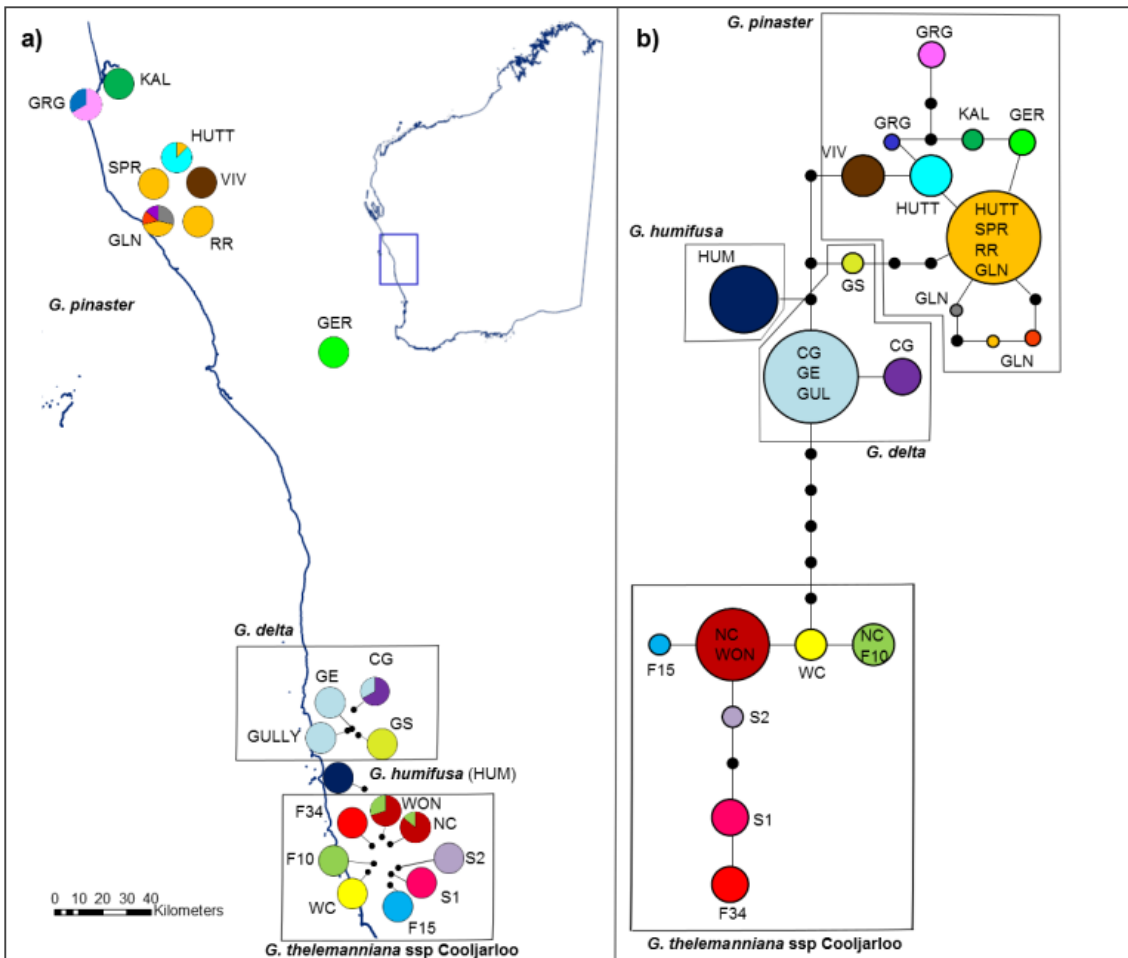 a)
KAL
GRG
HUTT
SPR
VIV
GLN
RR
G. pinaster
GER
G. delta
CG
GE
GS
GULLY
G. humifusa (HUM)
F34
WON
NC
F10
S2
S1
WC
F15
0 10 20 30 40
Kilometers
G. thelemanniana ssp Cooljarloo
b)
G. pinaster
GRG
GRG
KAL
GER
VIV
HUTT
HUTT
SPR
RR
GLN
G. humifusa
HUM
GS
GLN
GLN
CG
GE
GUL
CG
G. delta
NC
WON
NC
F10
F15
WC
S2
S1
F34
G. thelemanniana ssp Cooljarloo